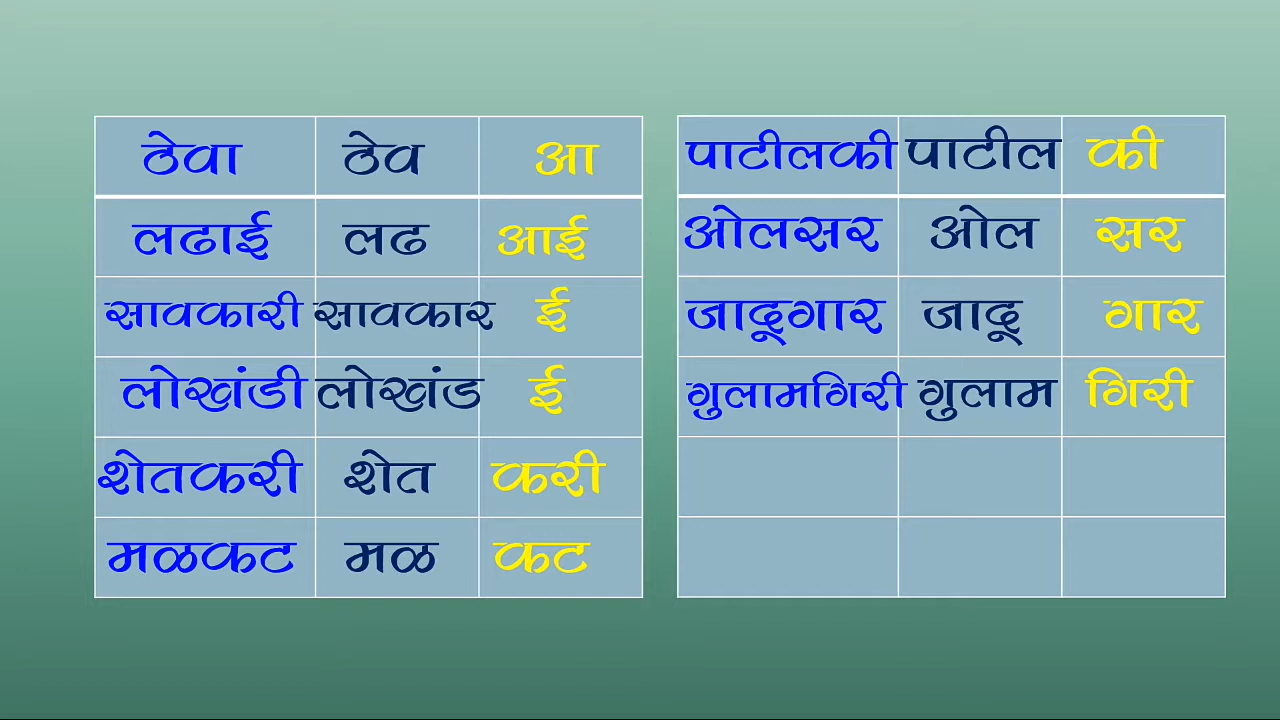 ठेवा ठेव आ
लढाई लढ आई
सावकारी सावकार ई
लोखंडी लोखंड ई
शेतकरी शेत करी
मळकट मळ कट
पाटीलकी पाटील की
ओलसर ओल सर
जादूगार जादू गार
गुलामगिरी गुलाम गिरी